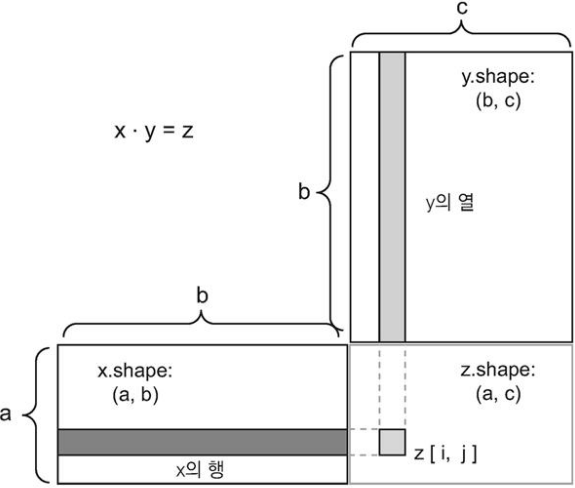 c
y.shape:
(b, c)
x · y = z
b
y의 열
b
x.shape:
(a, b)
z.shape:
(a, c)
a
z [ i, j ]
x의 행